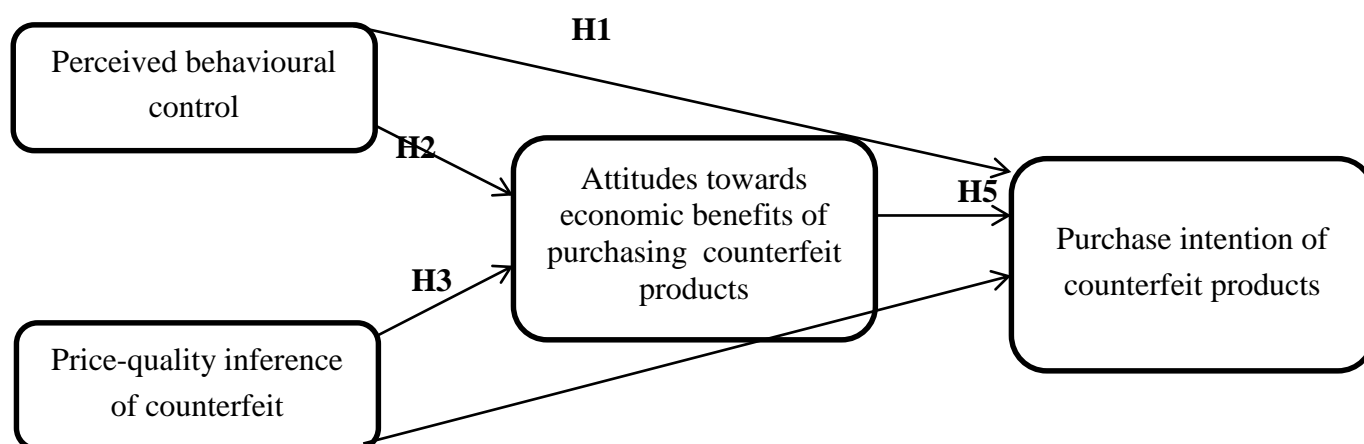 H1
Perceived behavioural
control
H2
Attitudes towards
economic benefits of
purchasing counterfeit
products
H5
Purchase intention of
counterfeit products
H3
Price-quality inference
of counterfeit